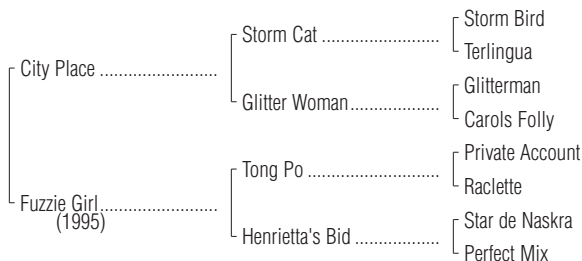 Storm Bird
Storm Cat ........................................
Terlingua
City Place ........................................
Glitterman
Glitter Woman ..............................
Carols Folly
Private Account
Tong Po ............................................
Raclette
Fuzzie Girl ........................................
(1995)
Star de Naskra
Henrietta's Bid ............................
Perfect Mix